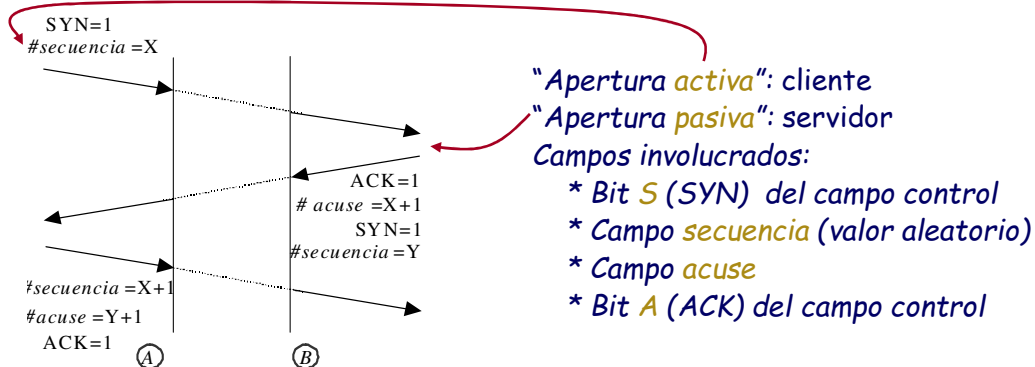 SYN=1
#secuencia =X
ACK=1
# acuse =X+1
SYN=1
#secuencia=Y
#secuencia=X+1
#acuse =Y+1
ACK=1
A
B
“Apertura activa”: cliente
“Apertura pasiva”: servidor
Campos involucrados:
* Bit S (SYN) del campo control
* Campo secuencia (valor aleatorio)
* Campo acuse
* Bit A (ACK) del campo control